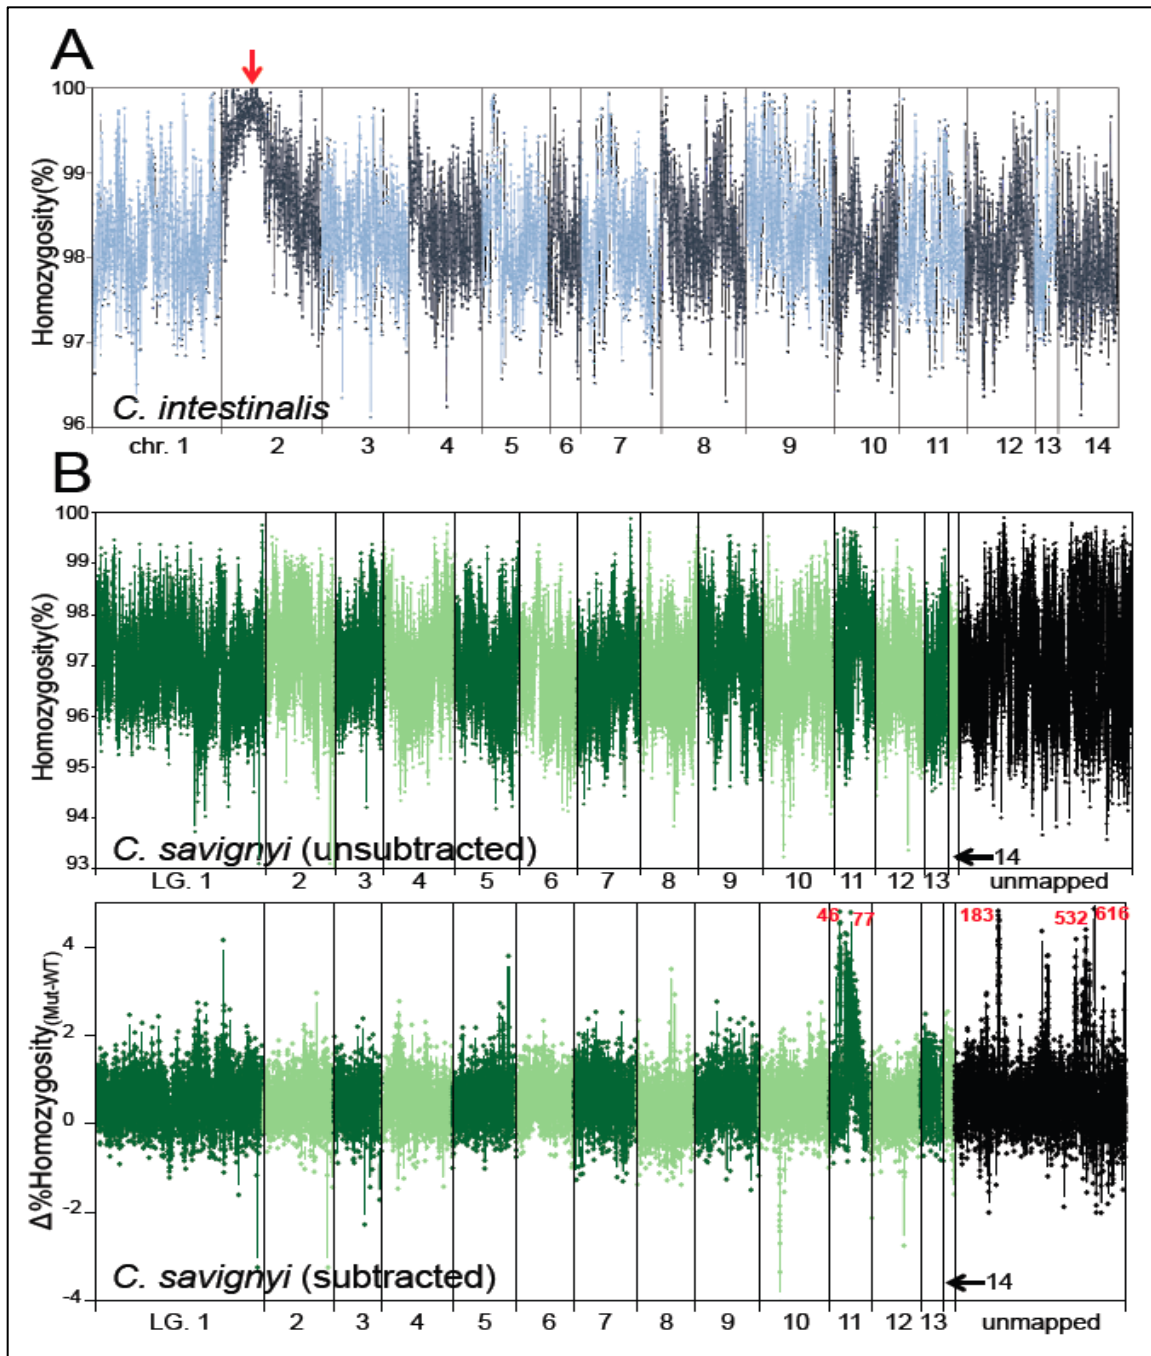 A
100
99
98
97
96
Homozygosity(%)
C. intestinalis
chr. 1 2 3 4 5 6 7 8 9 10 11 12 13 14
B
100
99
98
97
96
95
94
93
Homozygosity(%)
C. savignyi (unsubtracted)
14
LG. 1 2 3 4 5 6 7 8 9 10 11 12 13 unmapped
46 77 183 532 616
4
2
0
-2
-4
Δ%Homozygosity(Mut-WT)
C. savignyi (subtracted)
14
LG. 1 2 3 4 5 6 7 8 9 10 11 12 13 unmapped